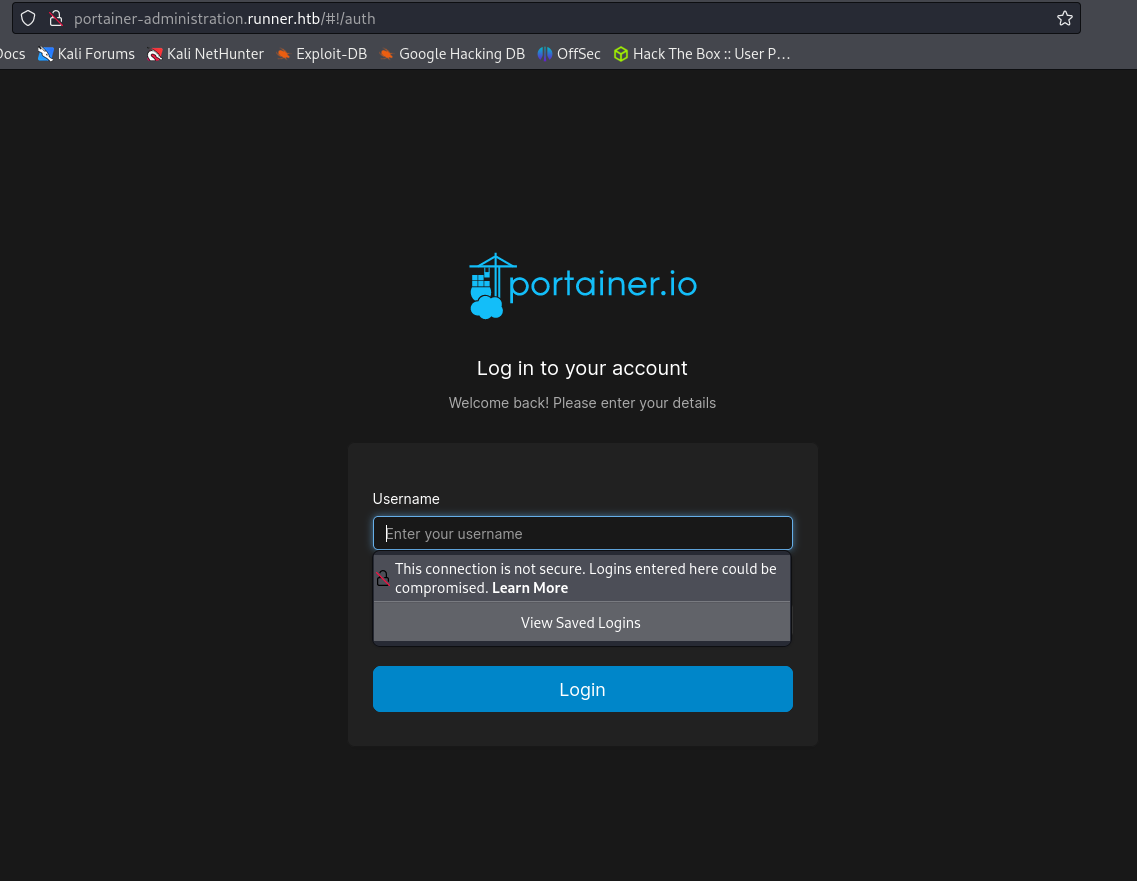 portainer-administration.runner.htb/#!/auth
Docs Kali Forums Kali NetHunter Exploit-DB Google Hacking DB OffSec Hack The Box :: User P…
portainer.io
Log in to your account
Welcome back! Please enter your details
Username
Enter your username
This connection is not secure. Logins entered here could be
compromised. Learn More
View Saved Logins
Login